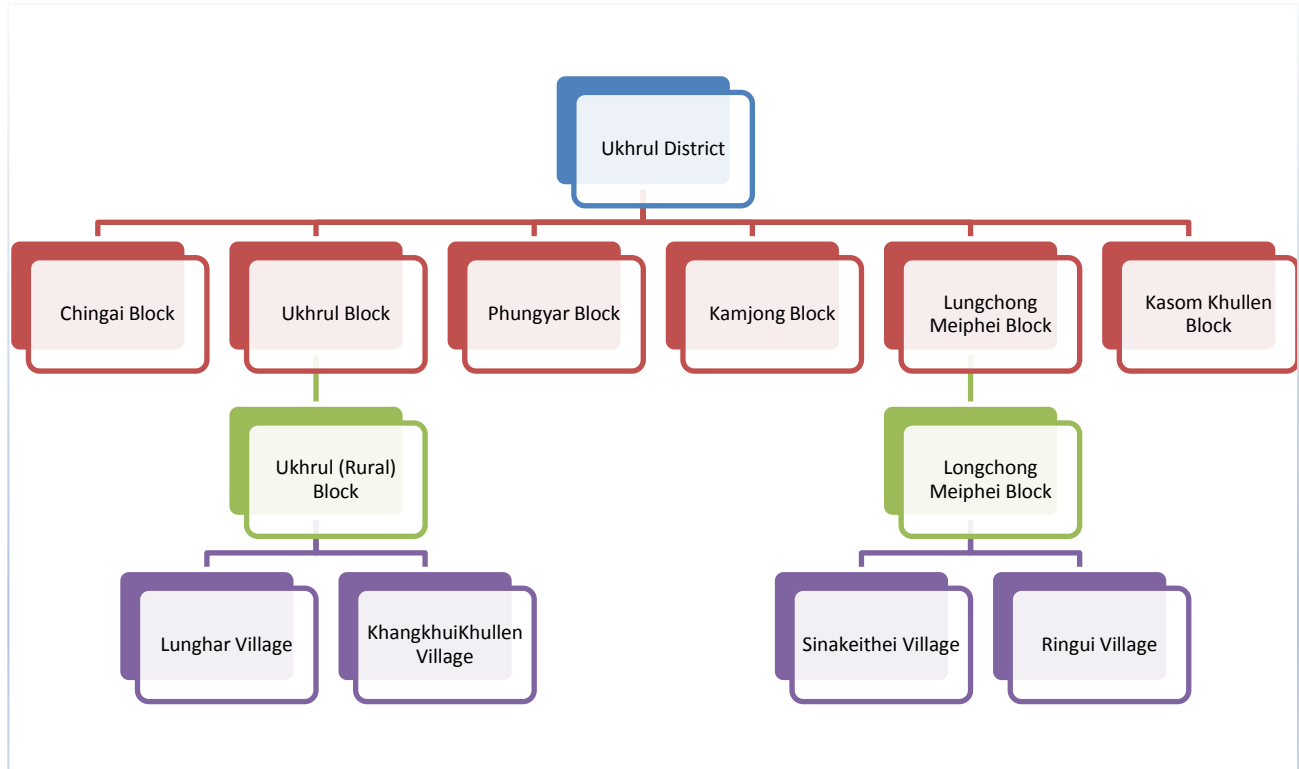 Ukhrul District
Chingai Block
Ukhrul Block
Phungyar Block
Kamjong Block
Lungchong
Meiphei Block
Kasom Khullen
Block
Ukhrul (Rural)
Block
Longchong
Meiphei Block
Lunghar Village
KhangkhuiKhullen
Village
Sinakeithei Village
Ringui Village